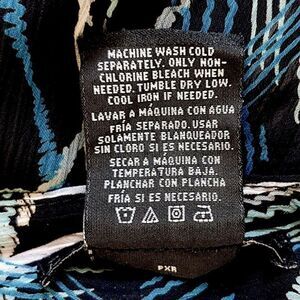 MACHINE WASH COLD
SEPARATELY. ONLY NON-
CHLORINE BLEACH WHEN
NEEDED. TUMBLE DRY LOW.
COOL IRON IF NEEDED.
LAVAR A MÁQUINA CON AGUA
FRÍA SEPARADO. USAR
SOLAMENTE BLANQUEADOR
SIN CLORO SI ES NECESARIO.
SECAR A MÁQUINA CON
TEMPERATURA BAJA.
PLANCHAR CON PLANCHA
FRÍA SI ES NECESARIO.
PXR